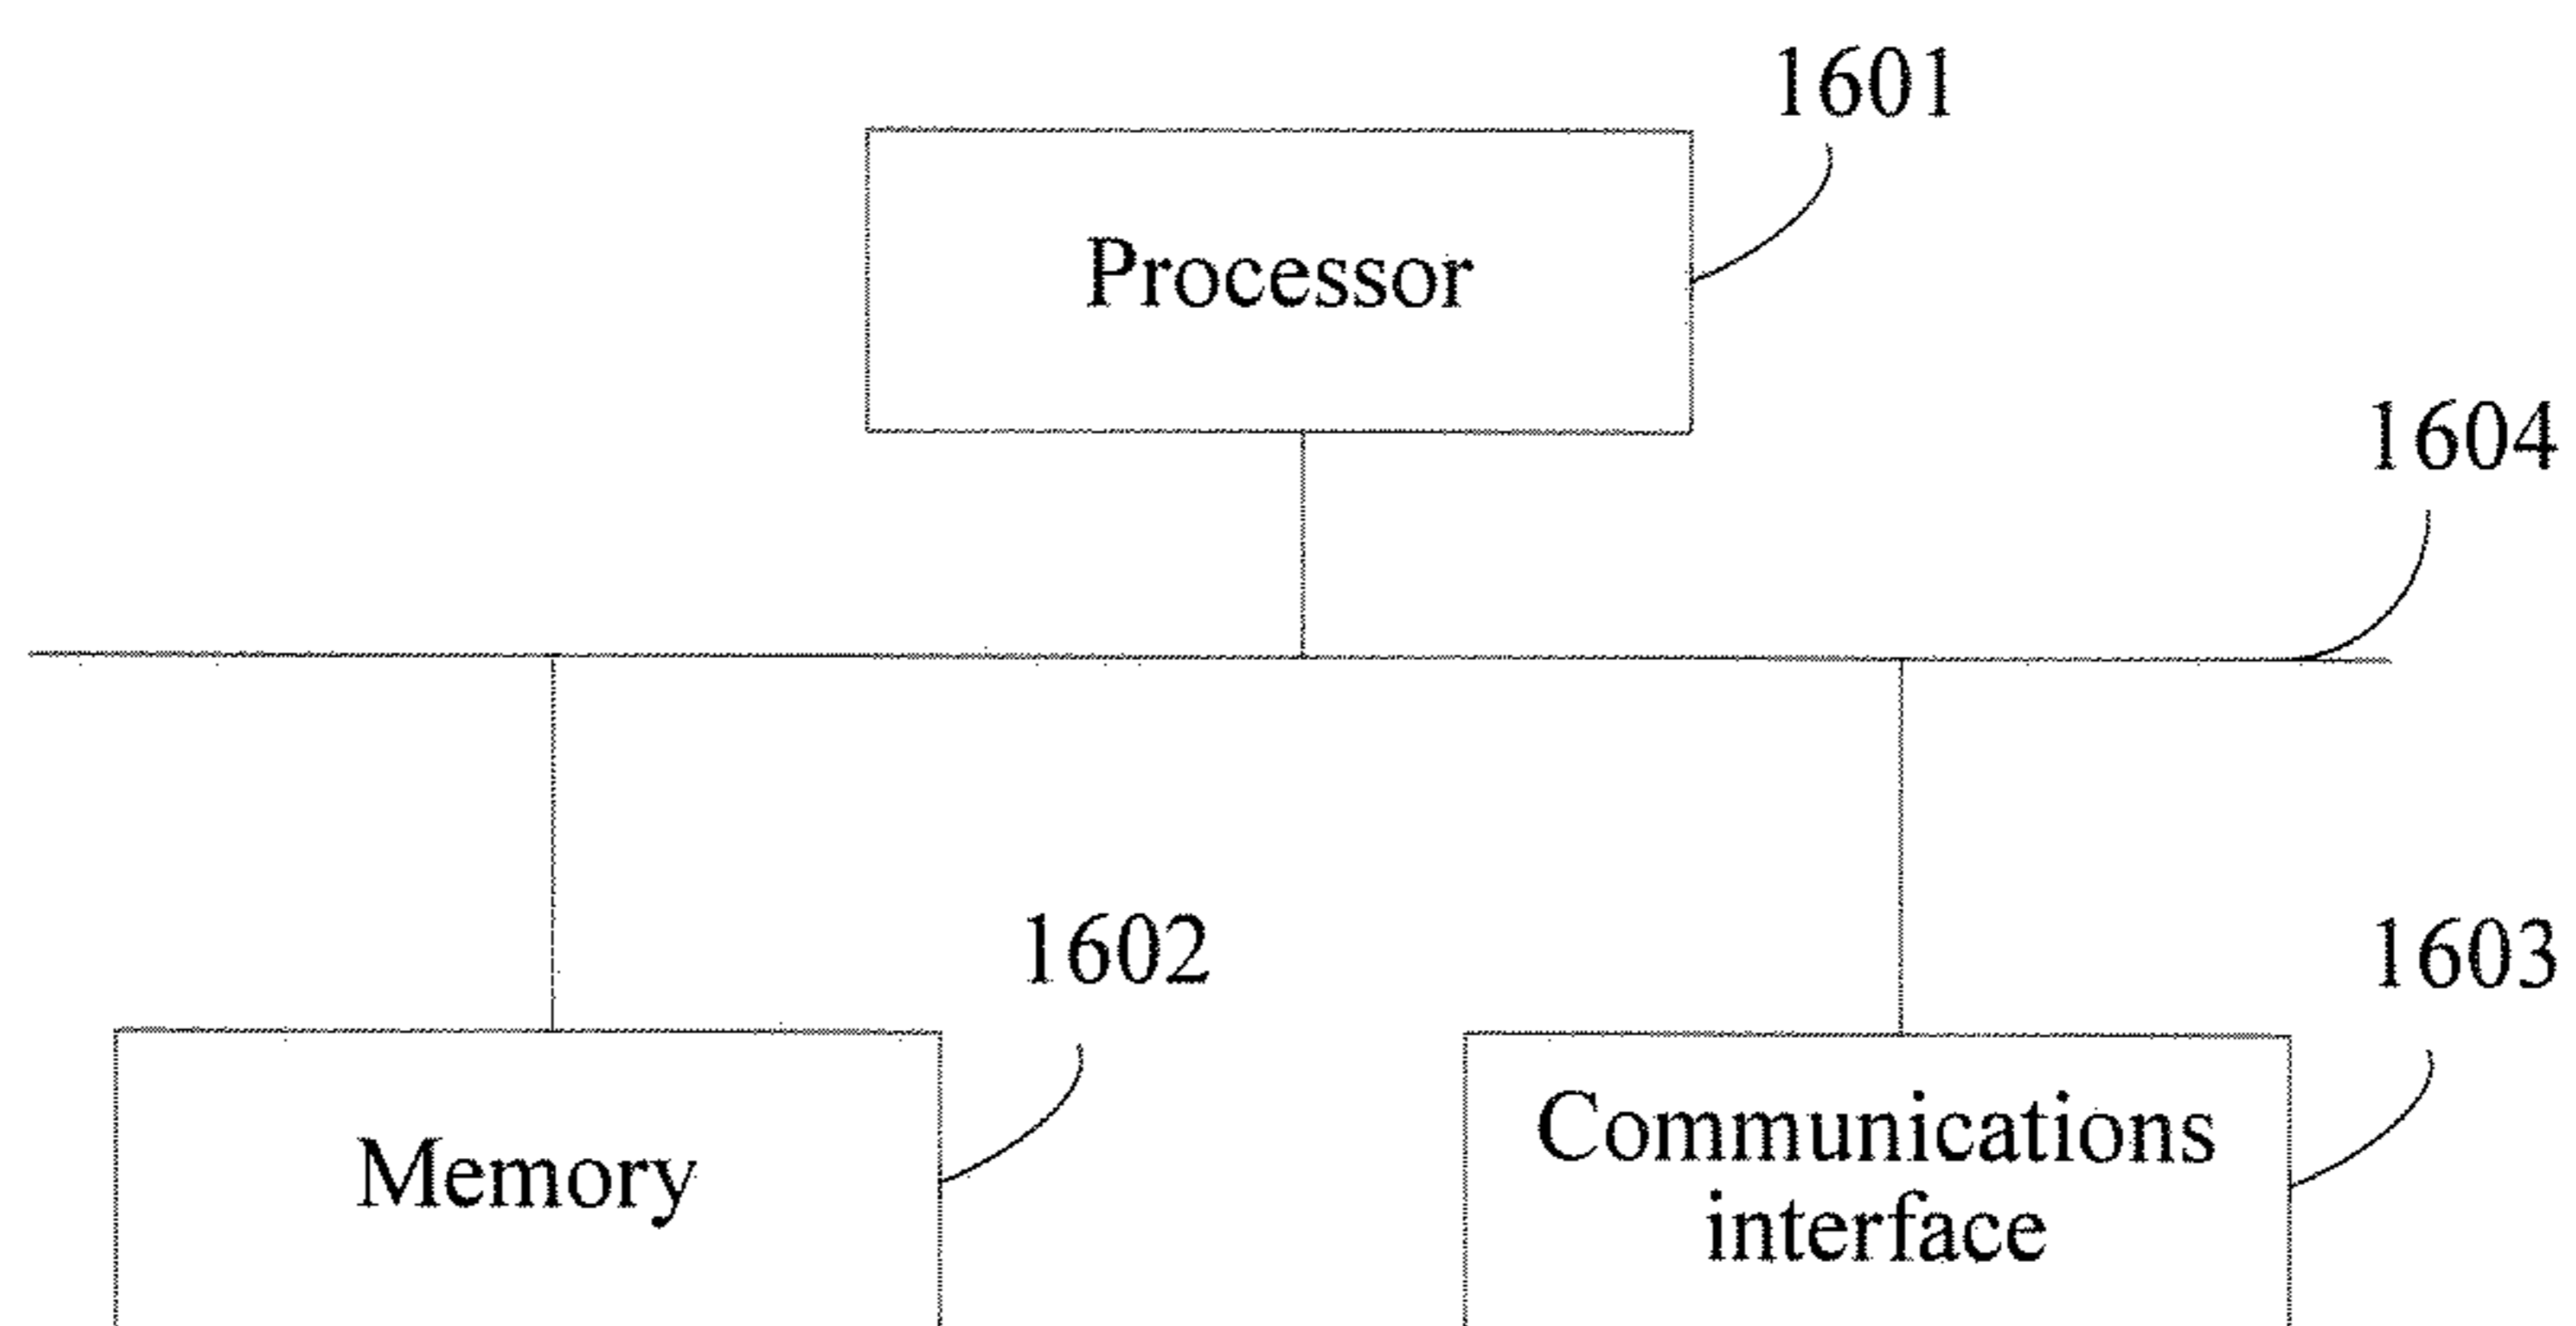 1601
Processor
1604
1602
1603
Memory
Communications
interface